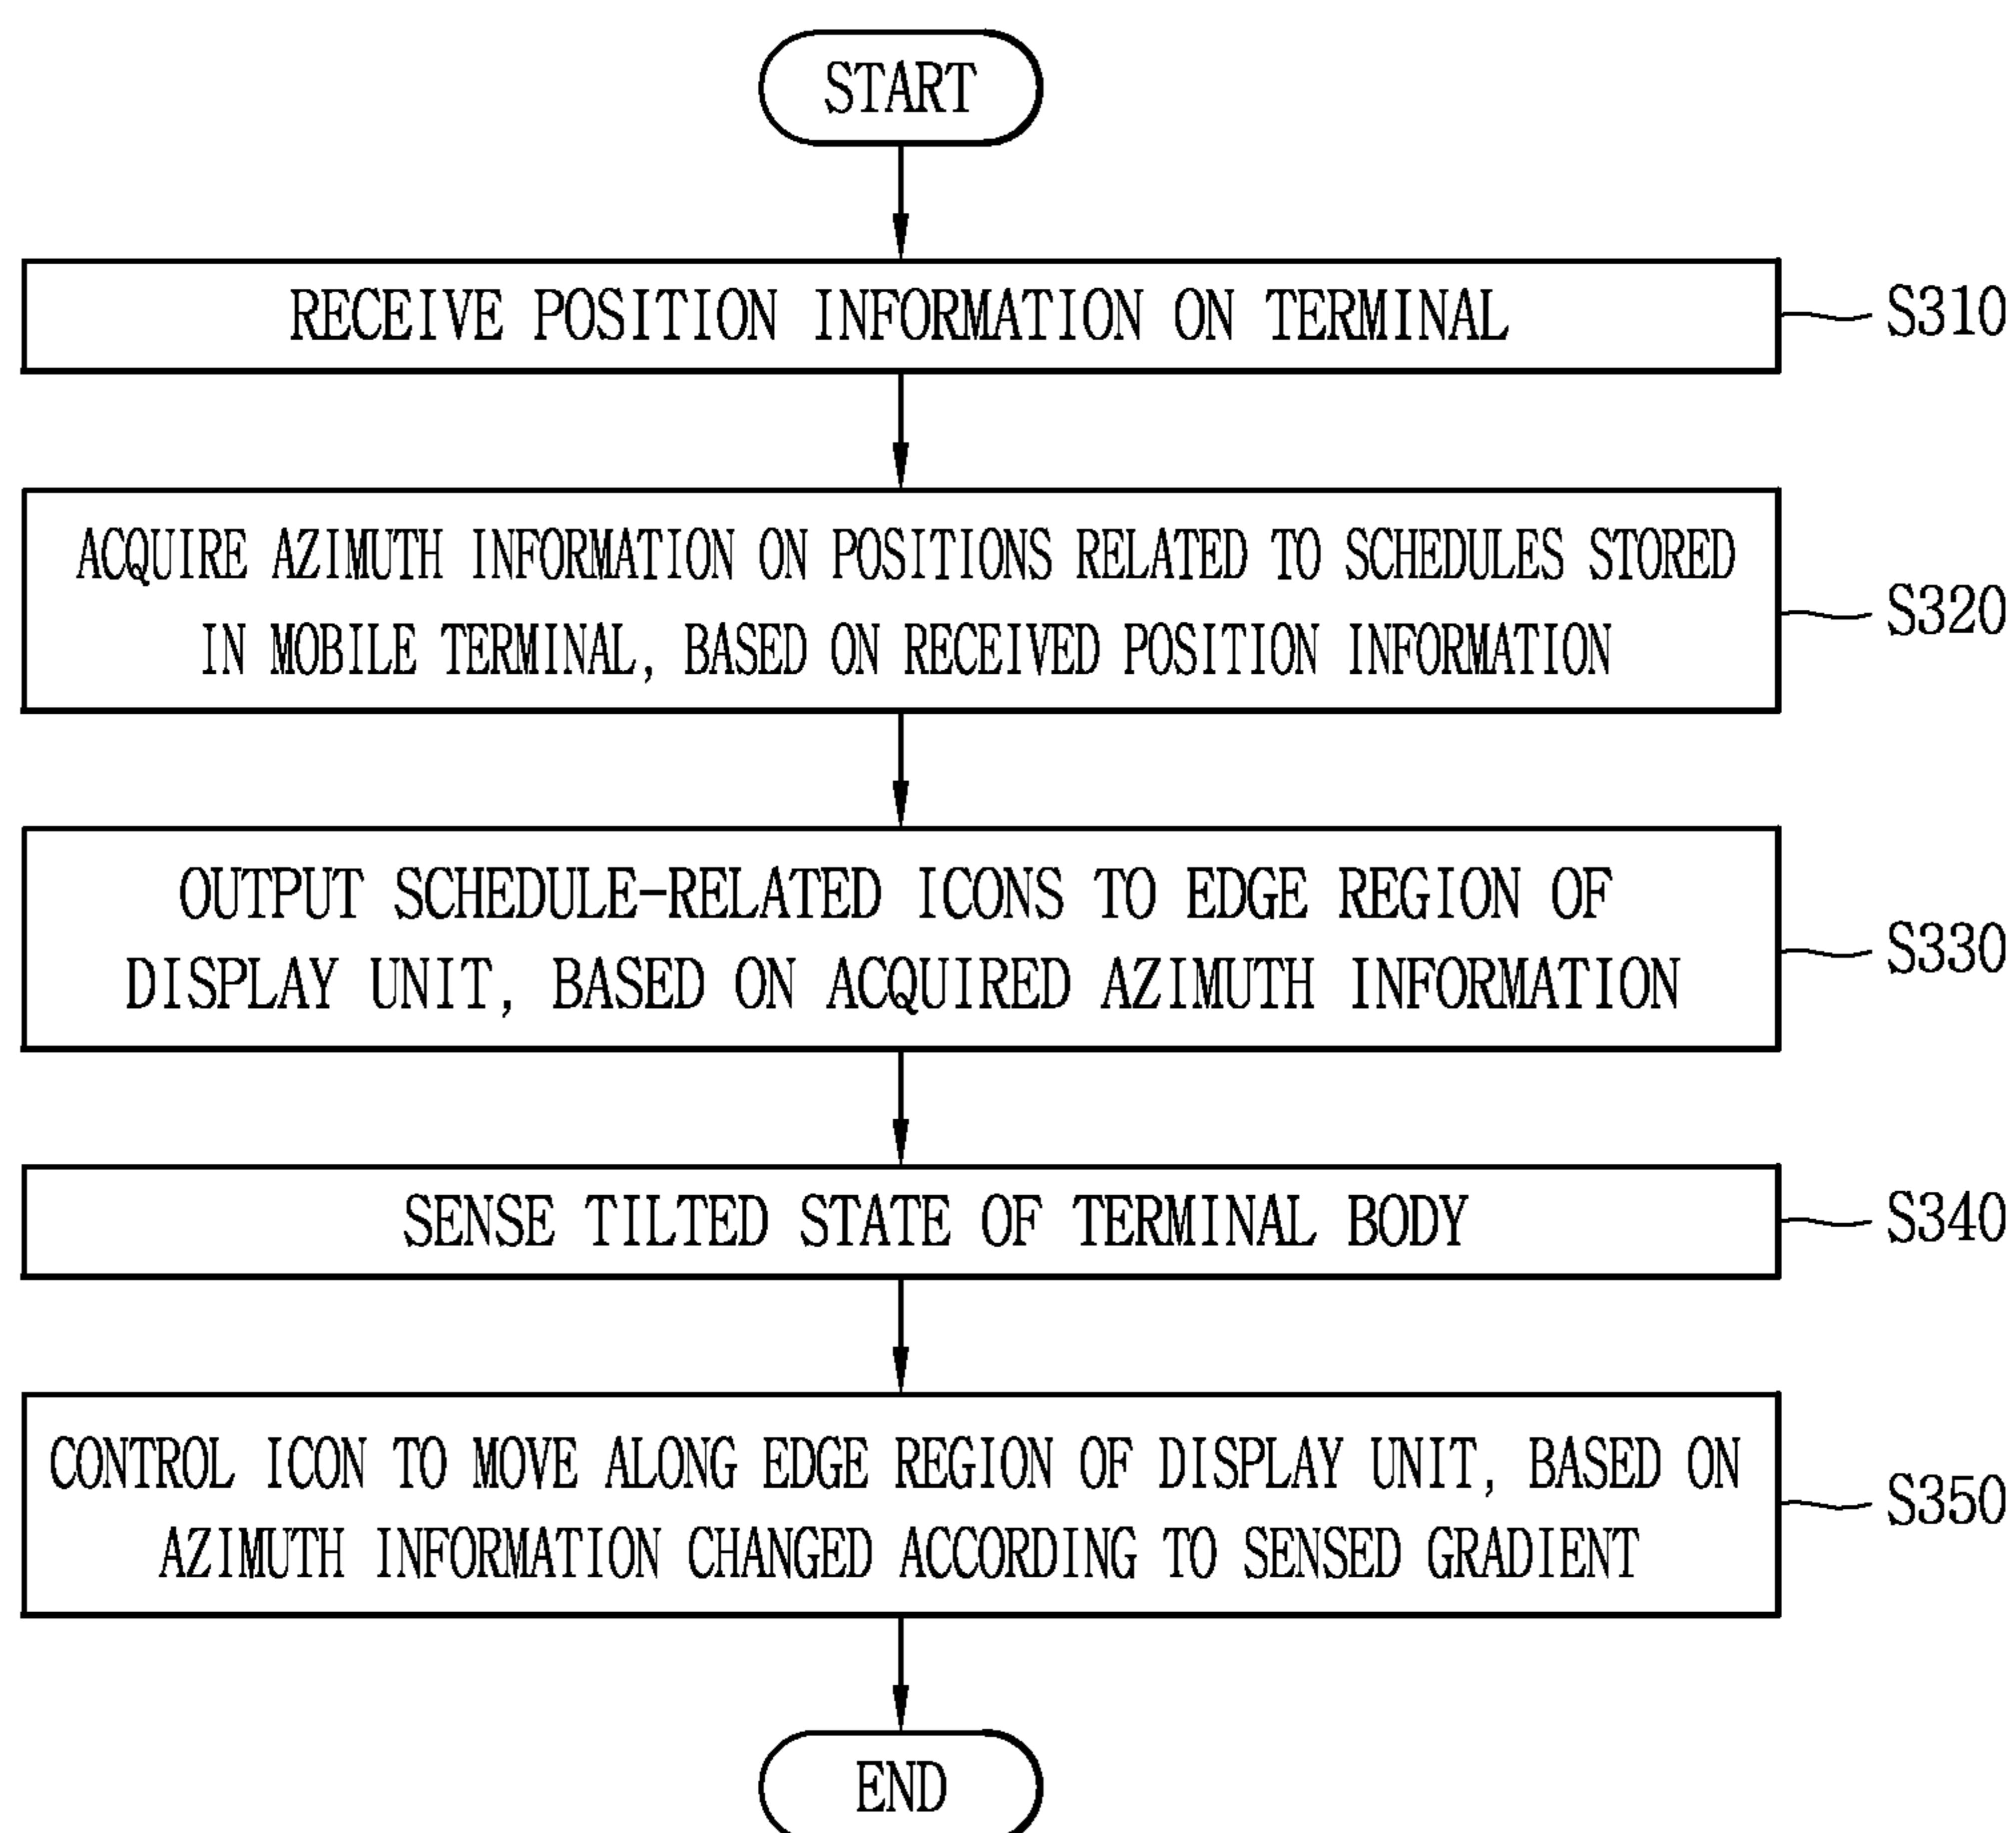 START
RECEIVE POSITION INFORMATION ON TERMINAL
S310
ACQUIRE AZIMUTH INFORMATION ON POSITIONS RELATED TO SCHEDULES STORED
IN MOBILE TERMINAL, BASED ON RECEIVED POSITION INFORMATION
S320
OUTPUT SCHEDULE-RELATED ICONS TO EDGE REGION OF
DISPLAY UNIT, BASED ON ACQUIRED AZIMUTH INFORMATION
S330
SENSE TILTED STATE OF TERMINAL BODY
S340
CONTROL ICON TO MOVE ALONG EDGE REGION OF DISPLAY UNIT, BASED ON
AZIMUTH INFORMATION CHANGED ACCORDING TO SENSED GRADIENT
S350
END